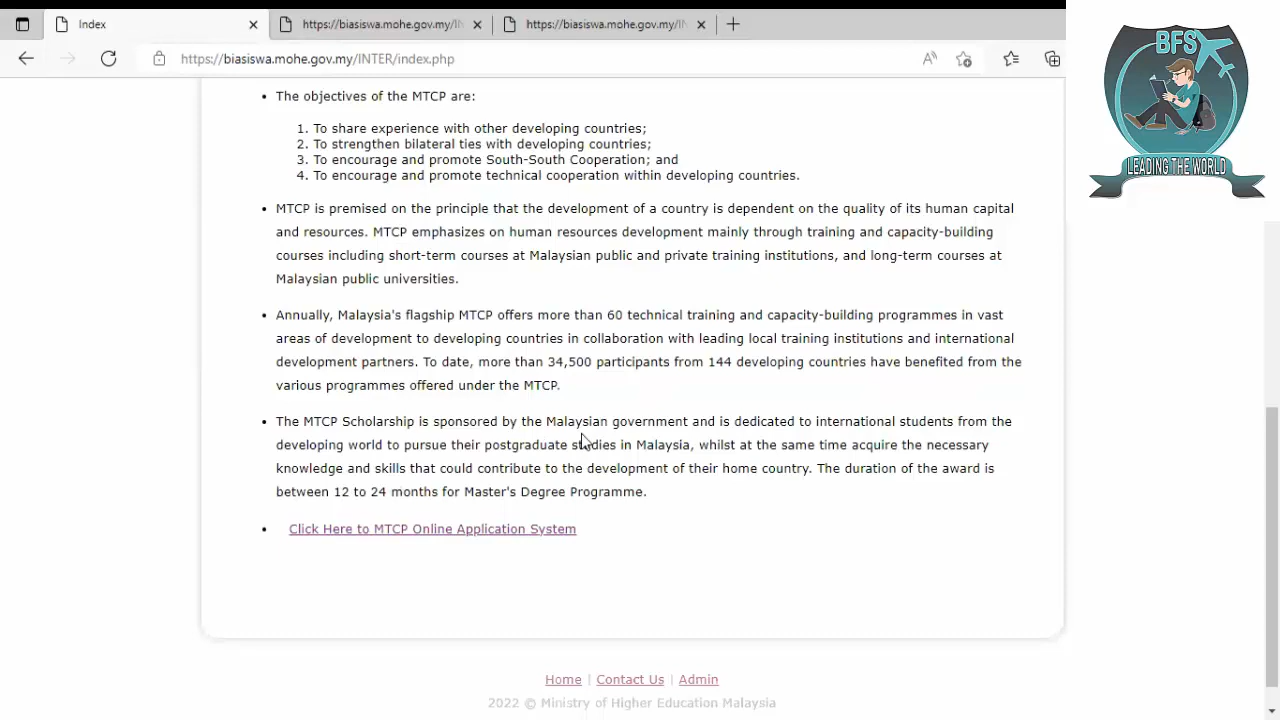 Index
https://biasiswa.mohe.gov.my/IN
https://biasiswa.mohe.gov.my/IN
https://biasiswa.mohe.gov.my/INTER/index.php
BFS
LEADING THE WORLD
• The objectives of the MTCP are:
1. To share experience with other developing countries;
2. To strengthen bilateral ties with developing countries;
3. To encourage and promote South-South Cooperation; and
4. To encourage and promote technical cooperation within developing countries.
• MTCP is premised on the principle that the development of a country is dependent on the quality of its human capital
and resources. MTCP emphasizes on human resources development mainly through training and capacity-building
courses including short-term courses at Malaysian public and private training institutions, and long-term courses at
Malaysian public universities.
• Annually, Malaysia's flagship MTCP offers more than 60 technical training and capacity-building programmes in vast
areas of development to developing countries in collaboration with leading local training institutions and international
development partners. To date, more than 34,500 participants from 144 developing countries have benefited from the
various programmes offered under the MTCP.
• The MTCP Scholarship is sponsored by the Malaysian government and is dedicated to international students from the
developing world to pursue their postgraduate studies in Malaysia, whilst at the same time acquire the necessary
knowledge and skills that could contribute to the development of their home country. The duration of the award is
between 12 to 24 months for Master's Degree Programme.
• Click Here to MTCP Online Application System
Home | Contact Us | Admin
2022 © Ministry of Higher Education Malaysia